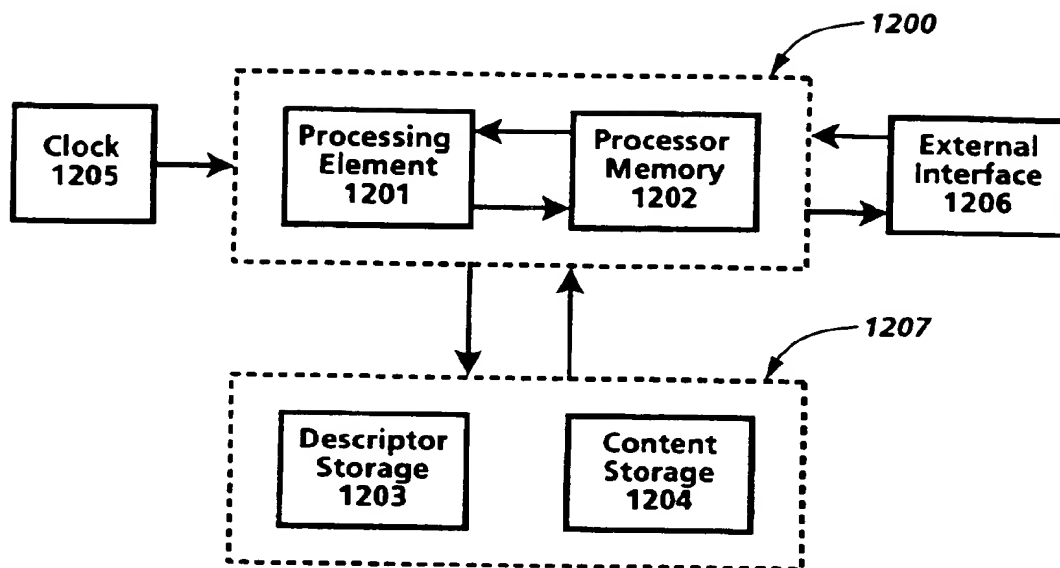 1200
Clock
1205
Processing
Element
1201
Processor
Memory
1202
External
Interface
1206
1207
Descriptor
Storage
1203
Content
Storage
1204